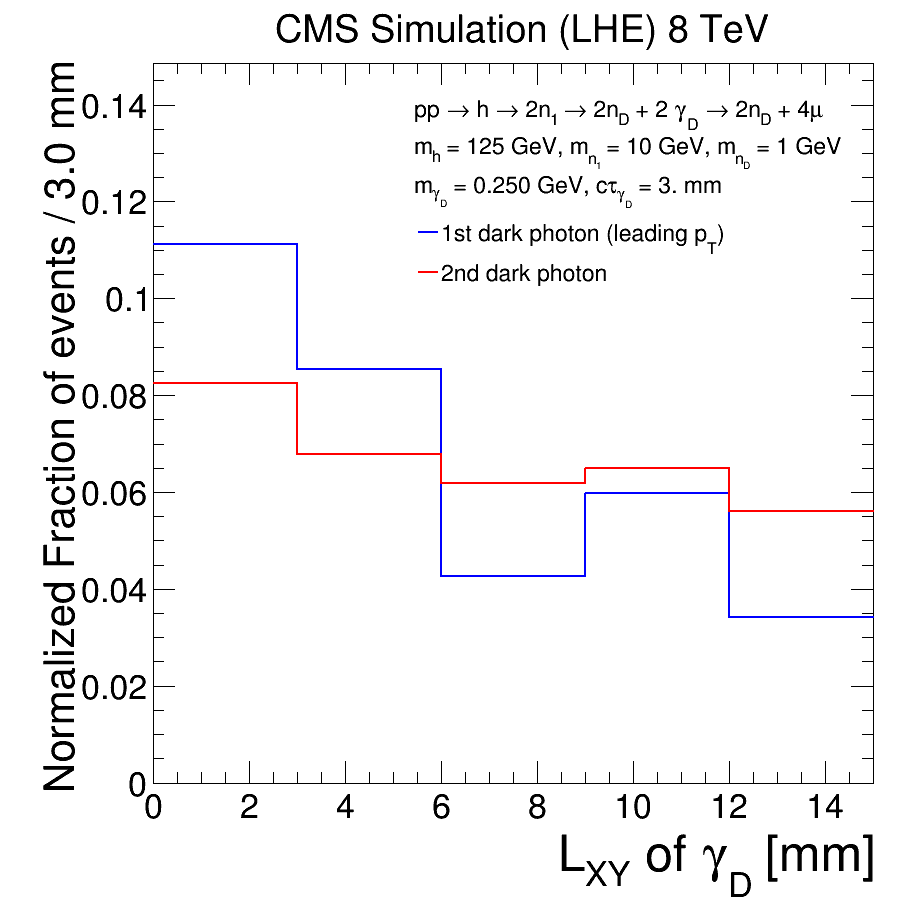 CMS Simulation (LHE) 8 TeV
Normalized Fraction of events / 3.0 mm
0.14
0.12
0.1
0.08
0.06
0.04
0.02
0
pp → h → 2n1 → 2nD + 2 γD → 2nD + 4μ
mh = 125 GeV, mn1 = 10 GeV, mnD = 1 GeV
mγD = 0.250 GeV, cτγD = 3. mm
1st dark photon (leading pT)
2nd dark photon
0 2 4 6 8 10 12 14
LXY of γD [mm]